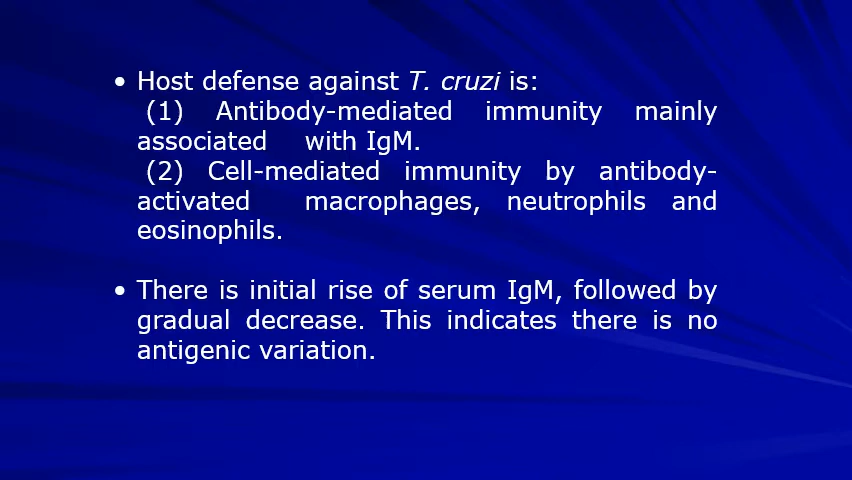 • Host defense against T. cruzi is:
(1) Antibody-mediated immunity mainly
associated with IgM.
(2) Cell-mediated immunity by antibody-
activated macrophages, neutrophils and
eosinophils.
• There is initial rise of serum IgM, followed by
gradual decrease. This indicates there is no
antigenic variation.